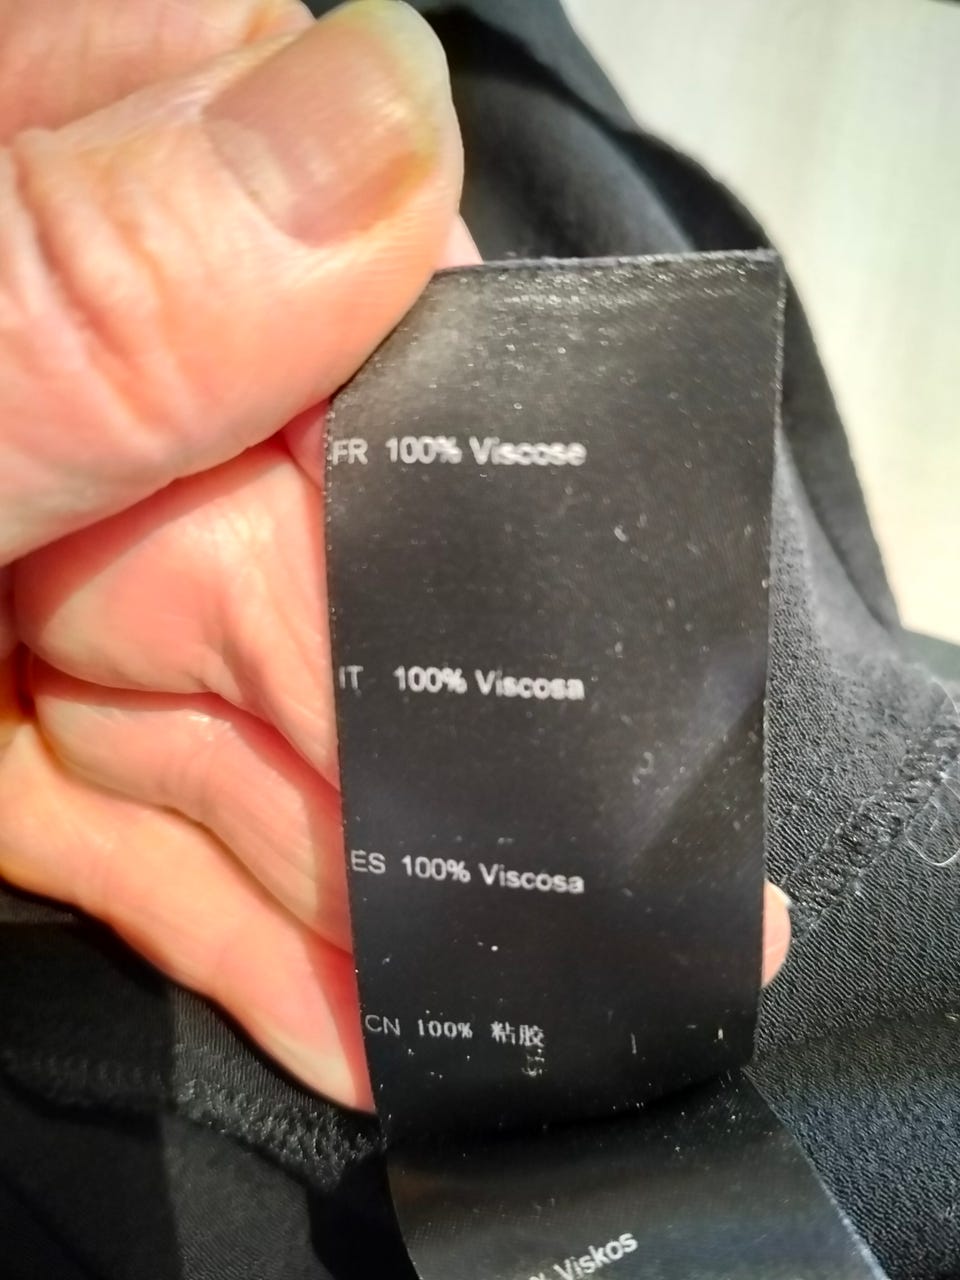 FR 100% Viscose
IT 100% Viscosa
ES 100% Viscosa
CN 100% 粘胶
% Viskos